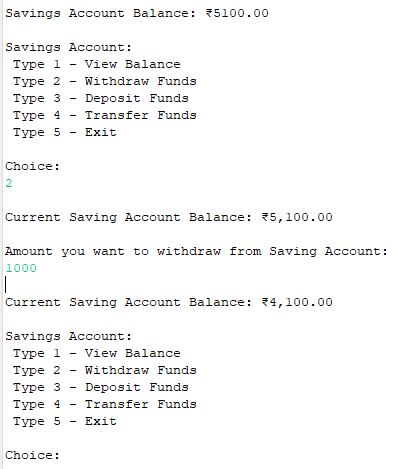 Savings Account Balance: ₹5100.00
Savings Account:
Type 1 - View Balance
Type 2 - Withdraw Funds
Type 3 - Deposit Funds
Type 4 - Transfer Funds
Type 5 - Exit
Choice:
2
Current Saving Account Balance: ₹5,100.00
Amount you want to withdraw from Saving Account:
1000
Current Saving Account Balance: ₹4,100.00
Savings Account:
Type 1 - View Balance
Type 2 - Withdraw Funds
Type 3 - Deposit Funds
Type 4 - Transfer Funds
Type 5 - Exit
Choice: